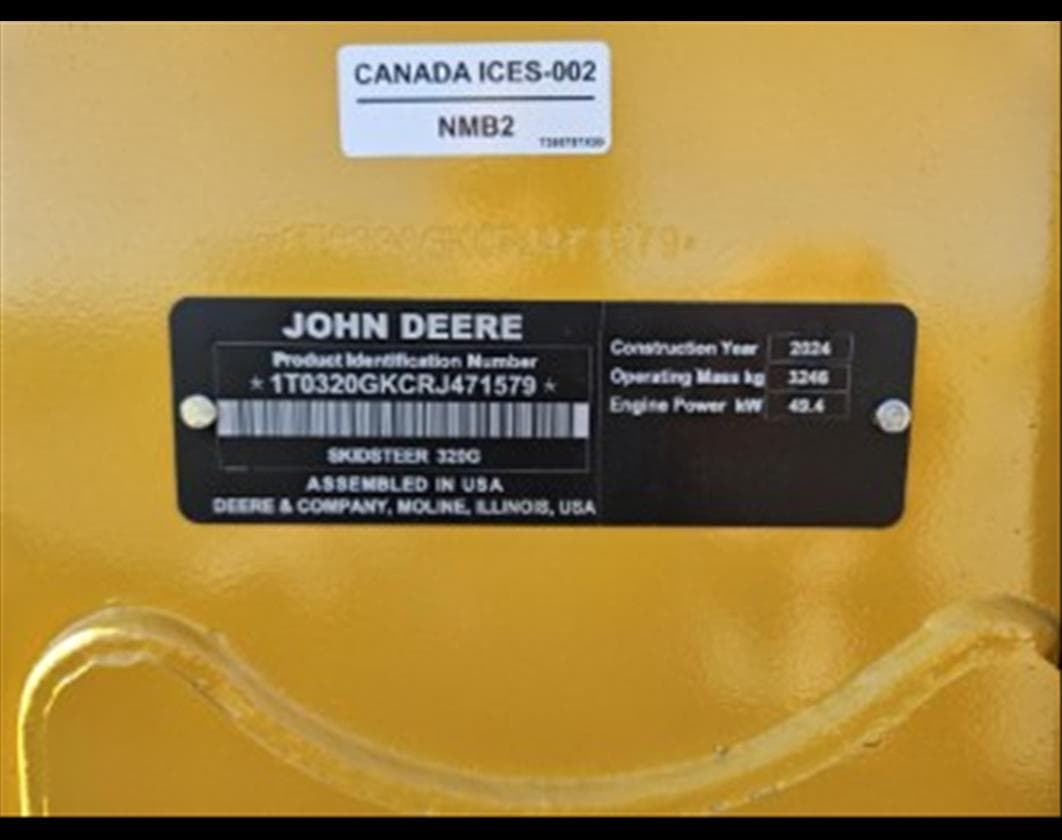 CANADA ICES-002
NMB2
JOHN DEERE
Product Identification Number
*1T0320GKCRJ471579*
SKIDSTEER 320G
ASSEMBLED IN USA
DEERE & COMPANY, MOLINE, ILLINOIS, USA
Construction Year 2024
Operating Mass kg 3246
Engine Power kW 49.4